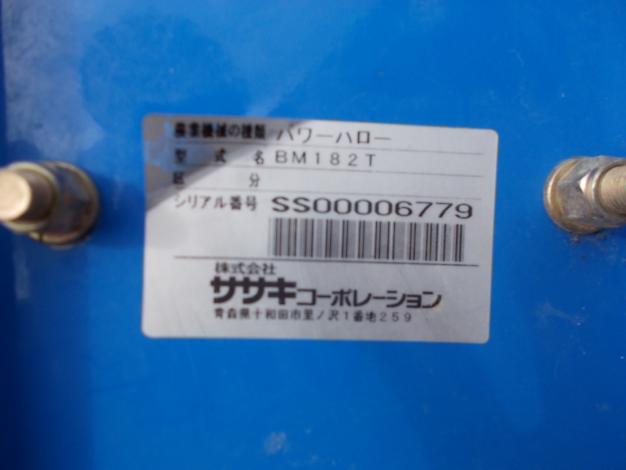 農業機械の種類 パワーハロー
型式名 BM182T
区分
シリアル番号 SS00006779
株式会社
ササキコーポレーション
青森県十和田市里ノ沢1番地259